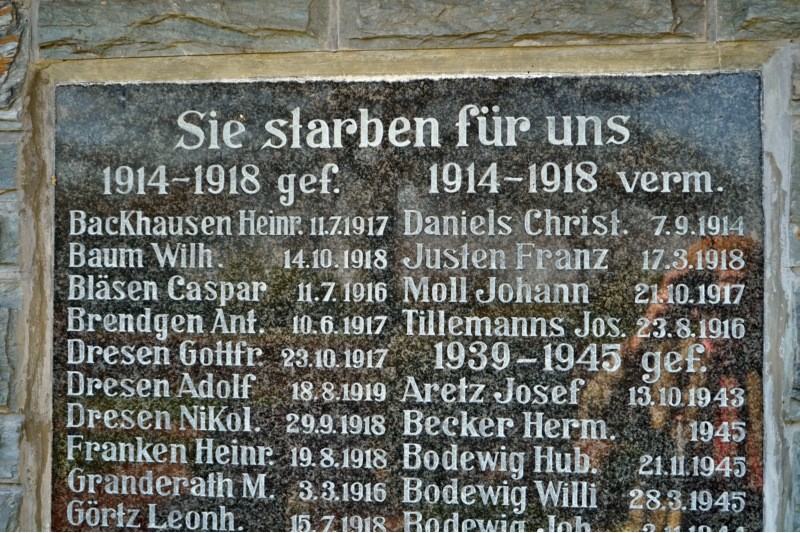 Sie starben für uns
1914-1918 gef.
Backhausen Heinr. 11.7.1917
Baum Wilh. 14.10.1918
Bläsen Caspar 11.7.1916
Brendgen Ant. 10.6.1917
Dresen Gottfr 23.10.1917
Dresen Adolf 18.8.1919
Dresen Nikol. 29.9.1918
Franken Heinr. 19.8.1918
Granderath M. 3.3.1916
Görtz Leonh. 15.7.1918
1914-1918 verm.
Daniels Christ. 7.9.1914
Justen Franz 17.3.1918
Moll Johann 21.10.1917
Tillemanns Jos. 23.8.1916
1939-1945 gef.
Aretz Josef 13.10.1943
Becker Herm. 1945
Bodewig Hub. 21.11.1945
Bodewig Willi 28.3.1945
Bodewig Joh